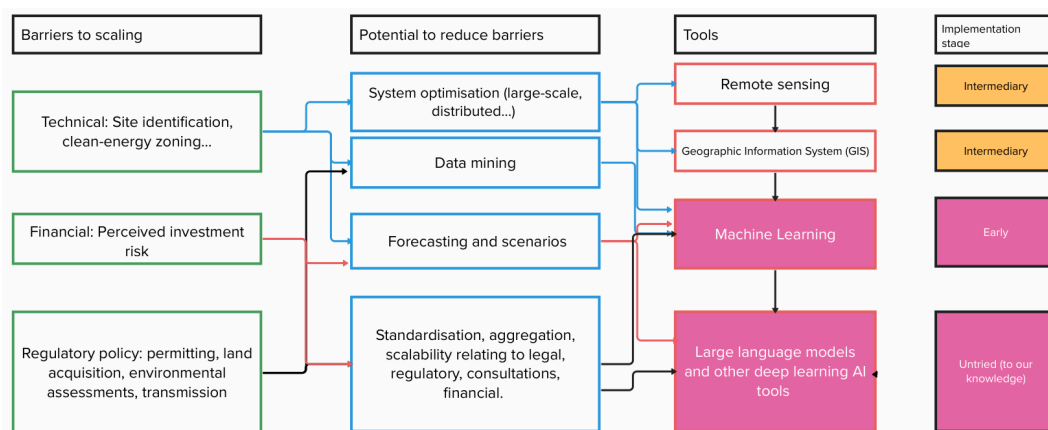 Barriers to scaling
Potential to reduce barriers
Tools
Implementation
stage
Technical: Site identification,
clean-energy zoning...
System optimisation (large-scale,
distributed...)
Remote sensing
Intermediary
Data mining
Geographic Information System (GIS)
Intermediary
Financial: Perceived investment
risk
Forecasting and scenarios
Machine Learning
Early
Regulatory policy: permitting, land
acquisition, environmental
assessments, transmission
Standardisation, aggregation,
scalability relating to legal,
regulatory, consultations,
financial.
Large language models
and other deep learning AI
tools
Untried (to our
knowledge)